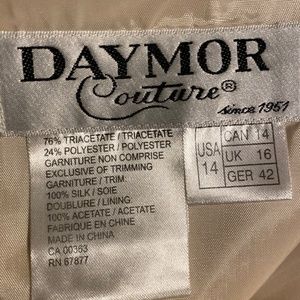 DAYMOR
Couture®
since 1951
76% TRIACETATE / TRIACETATE
24% POLYESTER / POLYESTER
GARNITURE NON COMPRISE
EXCLUSIVE OF TRIMMING
GARNITURE / TRIM
100% SILK / SOIE
DOUBLURE / LINING
100% ACETATE / ACETATE
FABRIQUE EN CHINE
MADE IN CHINA
CA 00363
RN 67877
USA
14
CAN 14
UK 16
GER 42